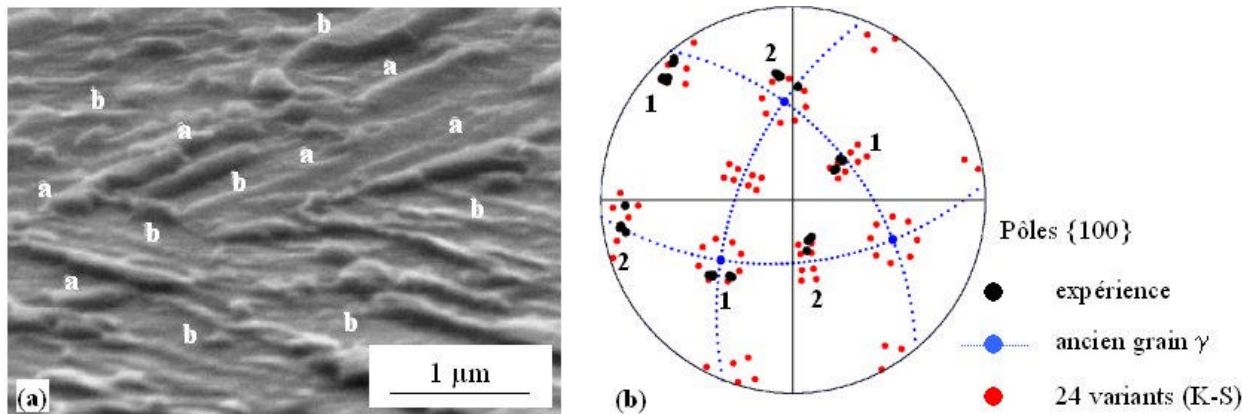 b
a
b
a
a
a
a
b
b
b
a
b
b
1 µm
(a)
2
1
1
2
1
2
Pôles {100}
expérience
ancien grain γ
24 variants (K-S)
(b)